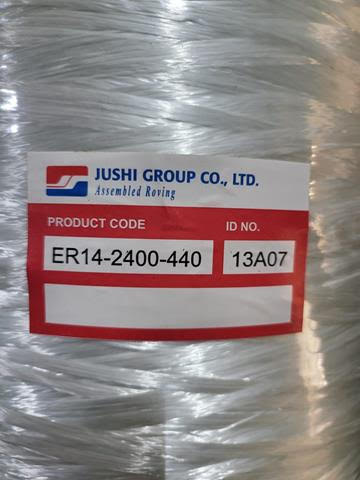 JUSHI GROUP CO., LTD.
Assembled Roving
PRODUCT CODE ID NO.
ER14-2400-440 13A07